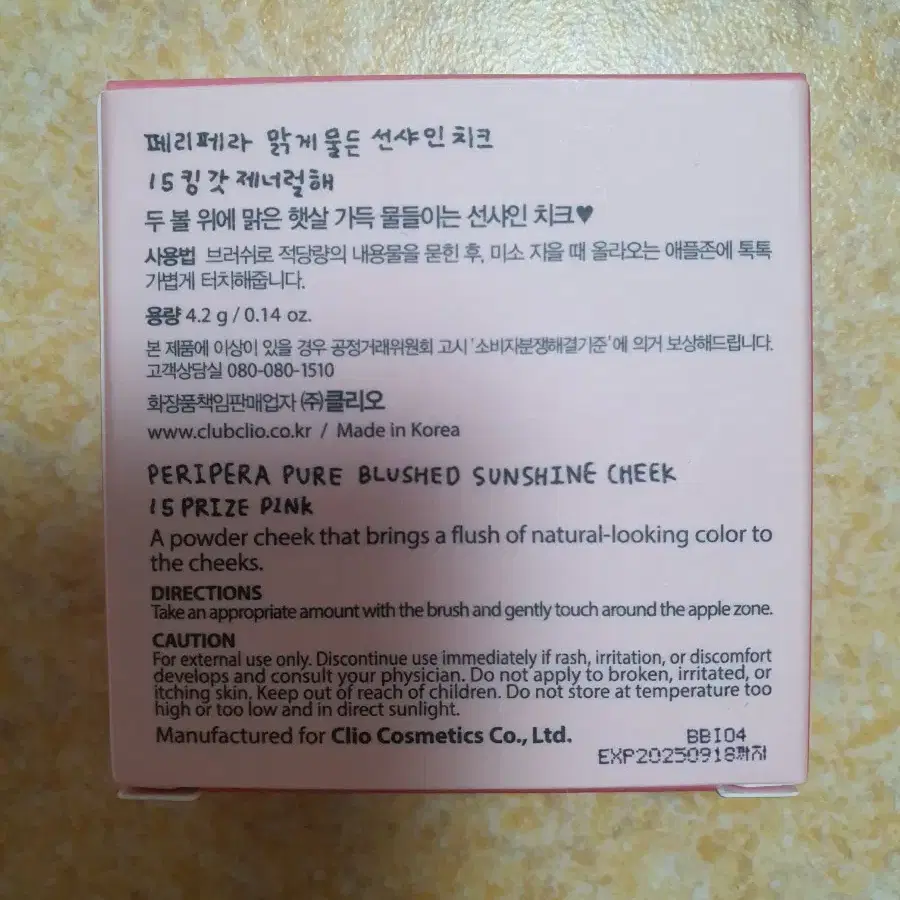 페리페라 맑게 물든 선샤인 치크
15 킹 갓 제너럴해
두 볼 위에 맑은 햇살 가득 물들이는 선샤인 치크♥
사용법 브러쉬로 적당량의 내용물을 묻힌 후, 미소 지을 때 올라오는 애플존에 톡톡
가볍게 터치해줍니다.
용량 4.2 g / 0.14 oz.
본 제품에 이상이 있을 경우 공정거래위원회 고시 '소비자분쟁해결기준'에 의거 보상해드립니다.
고객상담실 080-080-1510
화장품책임판매업자 ㈜클리오
www.clubclio.co.kr / Made in Korea
PERIPERA PURE BLUSHED SUNSHINE CHEEK
15 PRIZE PINK
A powder cheek that brings a flush of natural-looking color to
the cheeks.
DIRECTIONS
Take an appropriate amount with the brush and gently touch around the apple zone.
CAUTION
For external use only. Discontinue use immediately if rash, irritation, or discomfort
develops and consult your physician. Do not apply to broken, irritated, or
itching skin. Keep out of reach of children. Do not store at temperature too
high or too low and in direct sunlight.
Manufactured for Clio Cosmetics Co., Ltd.
BBI04
EXP20250918까지